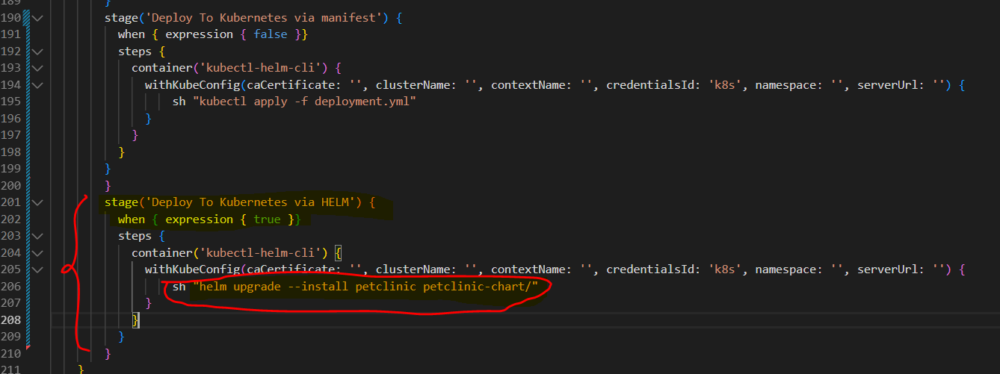 189 }
190 stage('Deploy To Kubernetes via manifest') {
191 when { expression { false }}
192 steps {
193 container('kubectl-helm-cli') {
194 withKubeConfig(caCertificate: '', clusterName: '', contextName: '', credentialsId: 'k8s', namespace: '', serverUrl: '') {
195 sh "kubectl apply -f deployment.yml"
196 }
197 }
198 }
199 }
200 }
201 stage('Deploy To Kubernetes via HELM') {
202 when { expression { true }}
203 steps {
204 container('kubectl-helm-cli') {
205 withKubeConfig(caCertificate: '', clusterName: '', contextName: '', credentialsId: 'k8s', namespace: '', serverUrl: '') {
206 sh "helm upgrade --install petclinic petclinic-chart/"
207 }
208 }
209 }
210 }
211 }